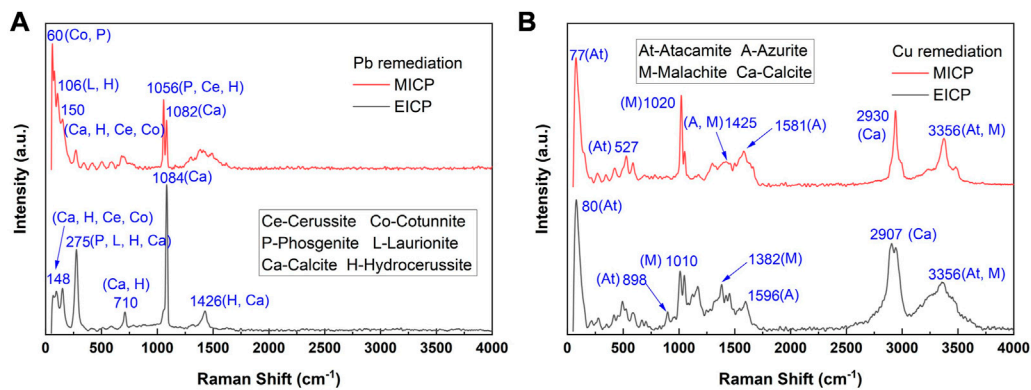 A
60(Co, P)
106(L, H)
150
(Ca, H, Ce, Co)
1056(P, Ce, H)
1082(Ca)
Pb remediation
MICP
EICP
1084(Ca)
(Ca, H, Ce, Co)
275(P, L, H, Ca)
148
(Ca, H)
710
1426(H, Ca)
Ce-Cerussite Co-Cotunnite
P-Phosgenite L-Laurionite
Ca-Calcite H-Hydrocerussite
Intensity (a.u.)
0 500 1000 1500 2000 2500 3000 3500 4000
Raman Shift (cm⁻¹)
B
77(At)
At-Atacamite A-Azurite
M-Malachite Ca-Calcite
Cu remediation
MICP
EICP
(M) 1020
(A, M) 1425
1581(A)
(At) 527
2930
(Ca)
3356(At, M)
80(At)
(At) 898
(M) 1010
1382(M)
1596(A)
2907 (Ca)
3356(At, M)
Intensity (a.u.)
0 500 1000 1500 2000 2500 3000 3500 4000
Raman Shift (cm⁻¹)